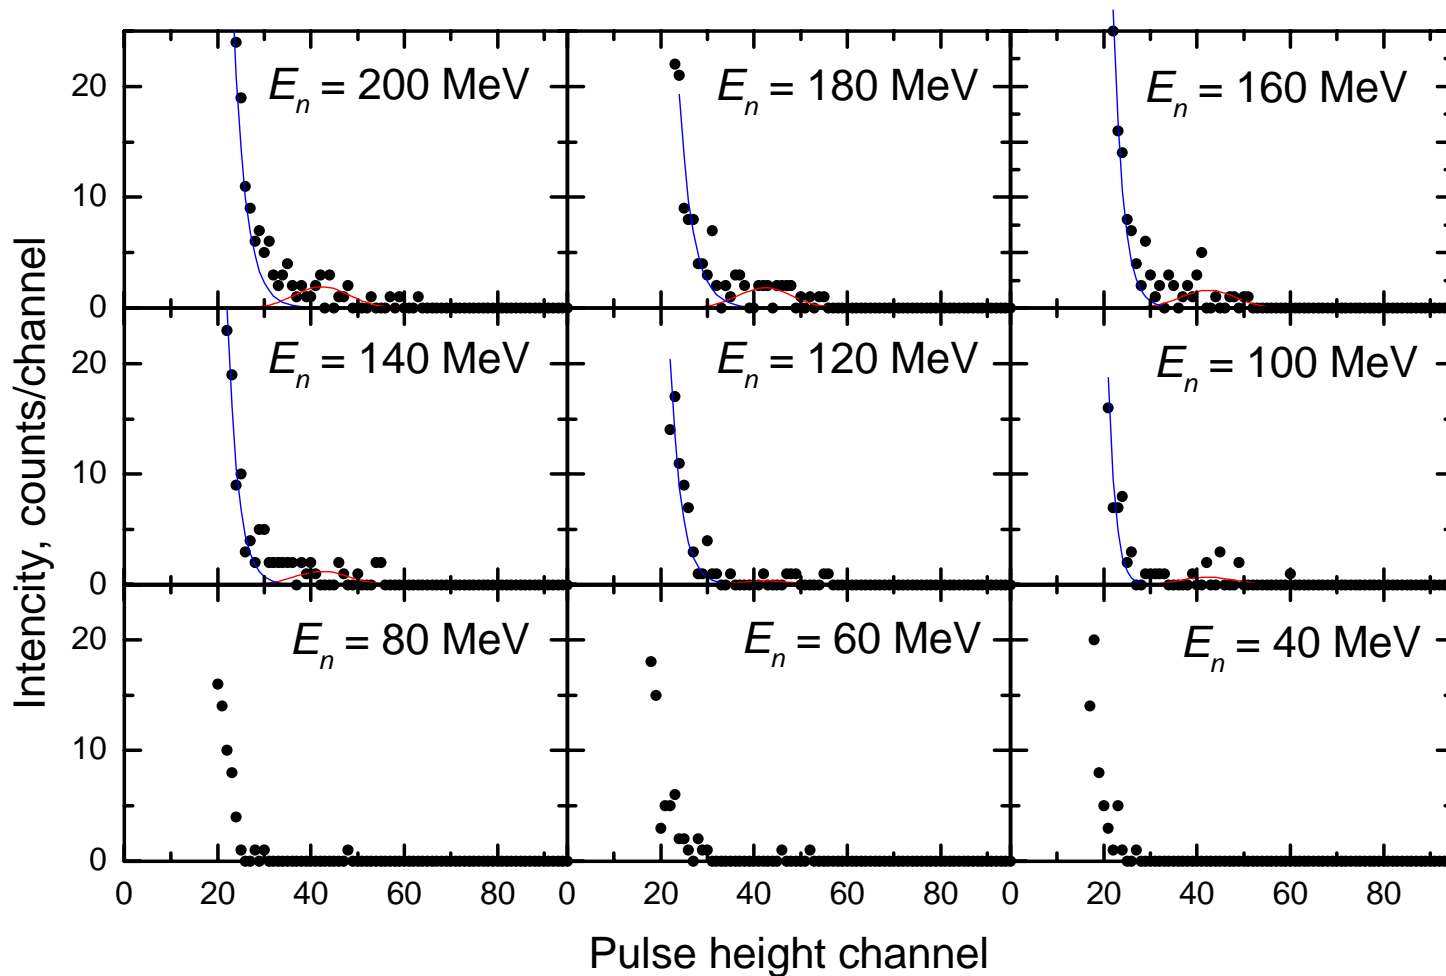 Intencity, counts/channel
20
10
0
E_n = 200 MeV
E_n = 180 MeV
E_n = 160 MeV
20
10
0
E_n = 140 MeV
E_n = 120 MeV
E_n = 100 MeV
20
10
0
E_n = 80 MeV
E_n = 60 MeV
E_n = 40 MeV
0 20 40 60 80 0 20 40 60 80 0 20 40 60 80
Pulse height channel